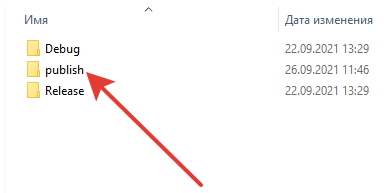 Имя Дата изменения
Debug 22.09.2021 13:29
publish 26.09.2021 11:46
Release 22.09.2021 13:29